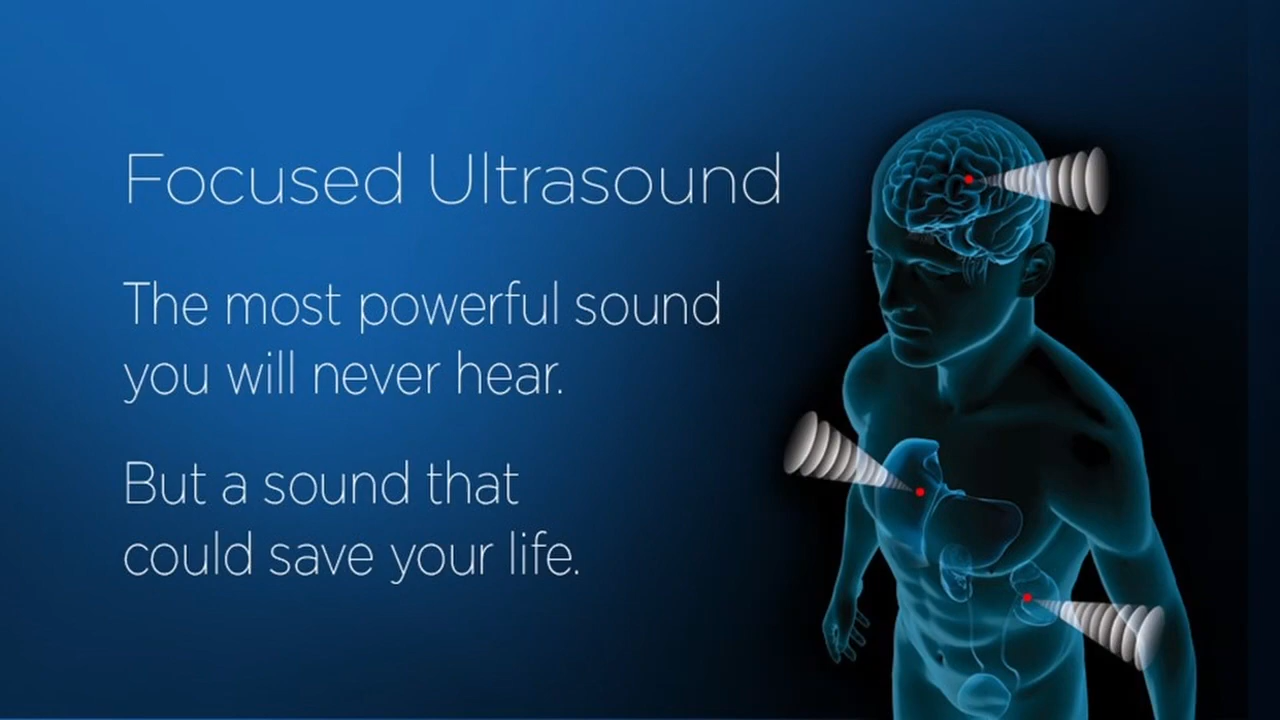 Focused Ultrasound
The most powerful sound
you will never hear.
But a sound that
could save your life.